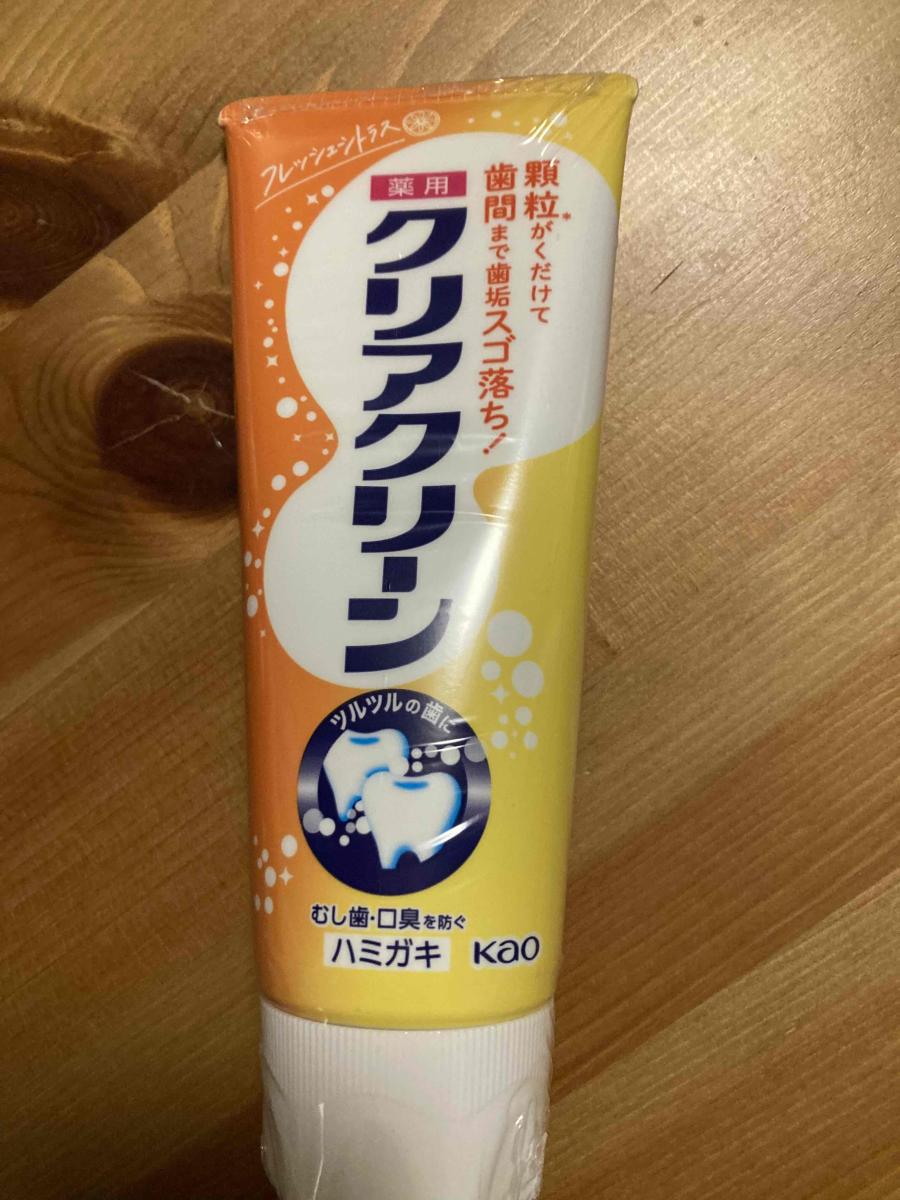 フレッシュシトラス
薬用
クリアクリーン
顆粒*がくだけて
歯間まで歯垢スゴ落ち!
ツルツルの歯に
むし歯・口臭を防ぐ
ハミガキ
Kao